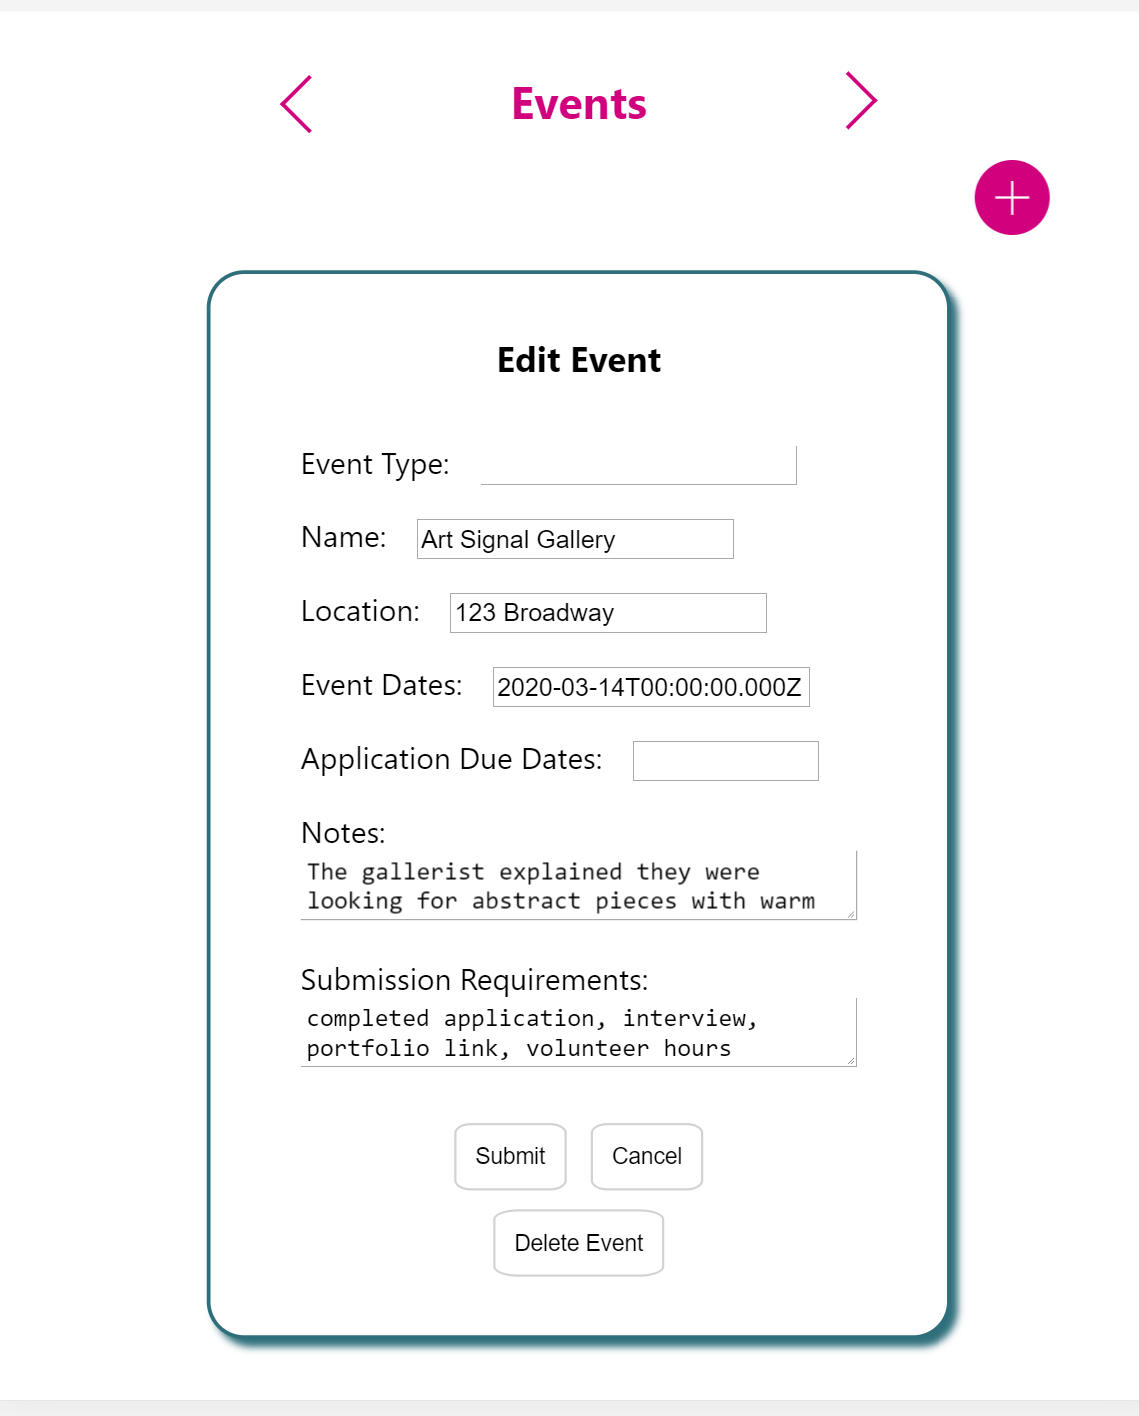 Events
Edit Event
Event Type:
Name: Art Signal Gallery
Location: 123 Broadway
Event Dates: 2020-03-14T00:00:00.000Z
Application Due Dates:
Notes:
The gallerist explained they were
looking for abstract pieces with warm
Submission Requirements:
completed application, interview,
portfolio link, volunteer hours
Submit Cancel
Delete Event